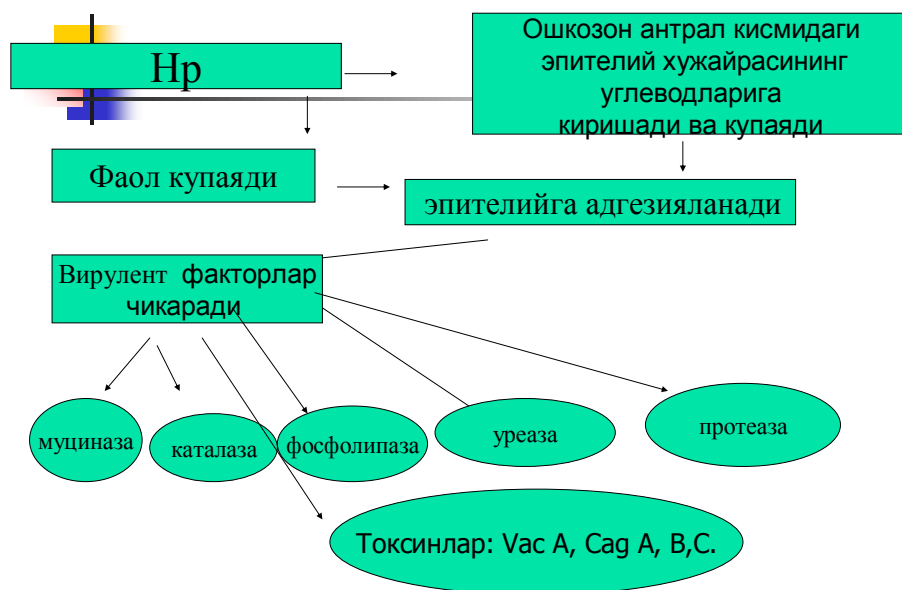 Нр
Ошкозон антрал кисмидаги
эпителий хужайрасининг
углеводларига
киришади ва купаяди
Фаол купаяди
эпителийга адгезияланади
Вирулент факторлар
чикаради
муциназа
каталаза
фосфолипаза
уреаза
протеаза
Токсинлар: Vac A, Cag A, B,C.